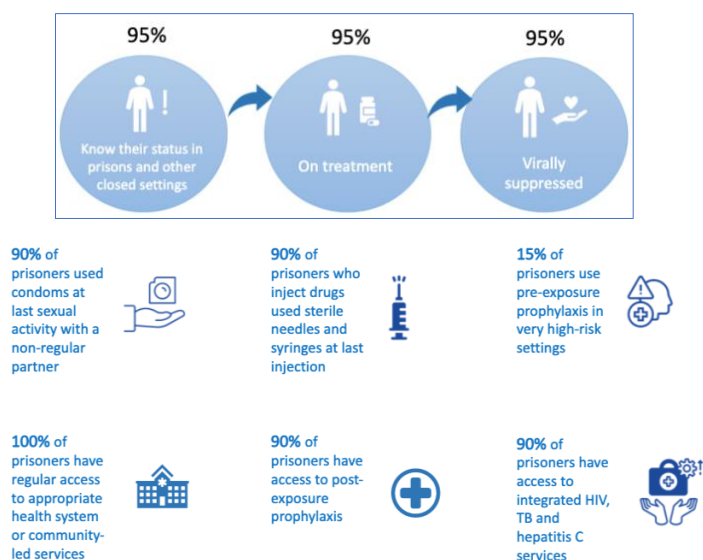 95%
95%
95%
Know their status in
prisons and other
closed settings
On treatment
Virally
suppressed
90% of
prisoners used
condoms at
last sexual
activity with a
non-regular
partner
90% of
prisoners who
inject drugs
used sterile
needles and
syringes at last
injection
15% of
prisoners use
pre-exposure
prophylaxis in
very high-risk
settings
100% of
prisoners have
regular access
to appropriate
health system
or community-
led services
90% of
prisoners have
access to post-
exposure
prophylaxis
90% of
prisoners have
access to
integrated HIV,
TB and
hepatitis C
services